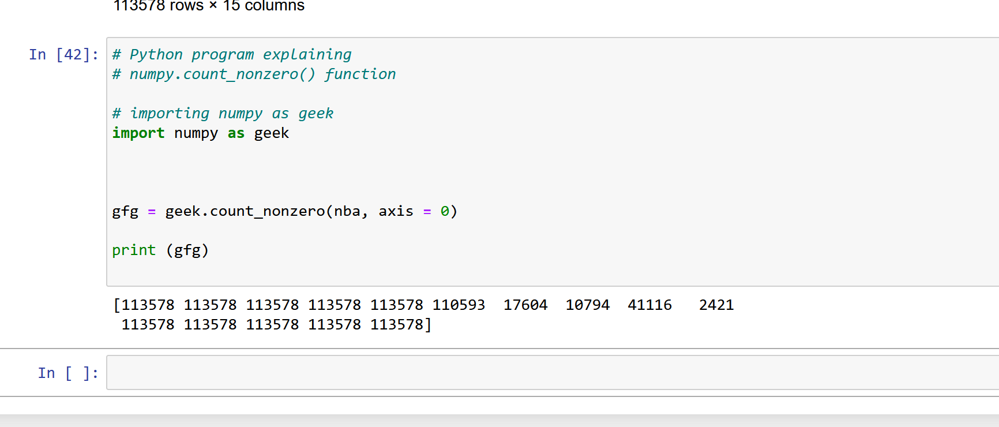 113578 rows × 15 columns
In [42]: # Python program explaining
# numpy.count_nonzero() function
# importing numpy as geek
import numpy as geek
gfg = geek.count_nonzero(nba, axis = 0)
print (gfg)
[113578 113578 113578 113578 113578 110593  17604  10794  41116   2421
 113578 113578 113578 113578 113578]
In [ ]: